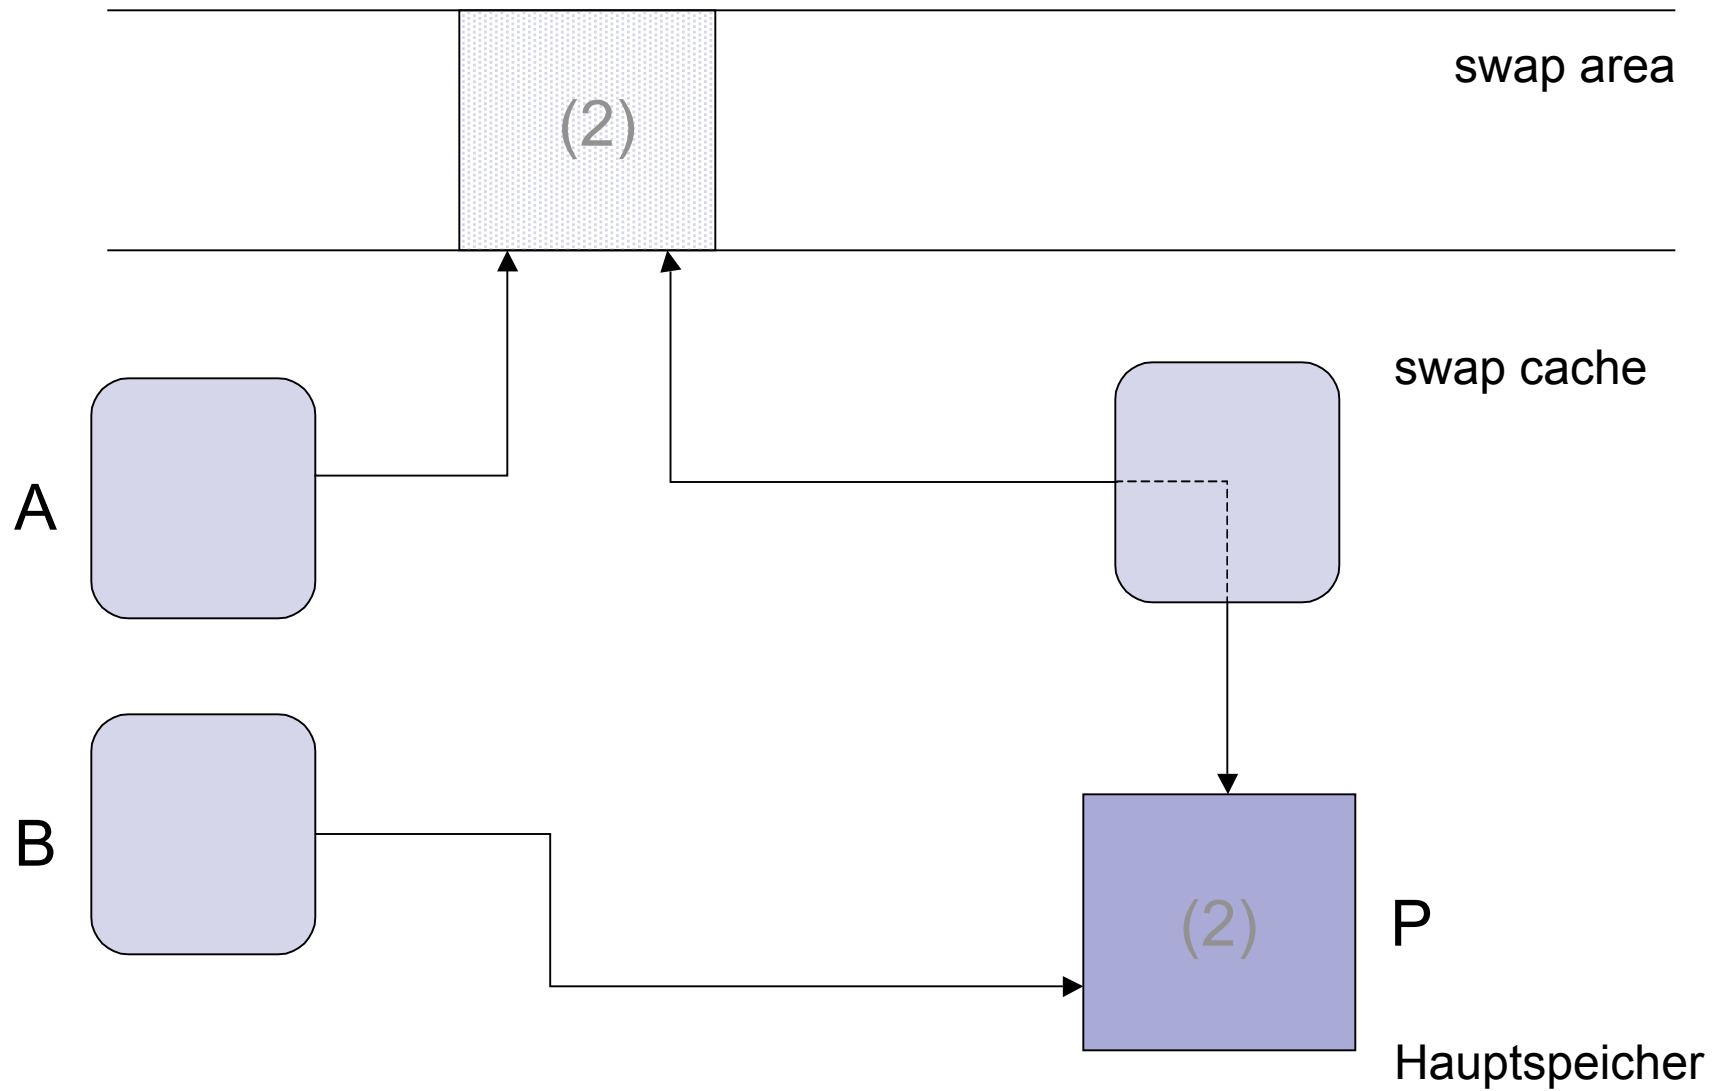 swap area
(2)
swap cache
A
B
(2)
P
Hauptspeicher